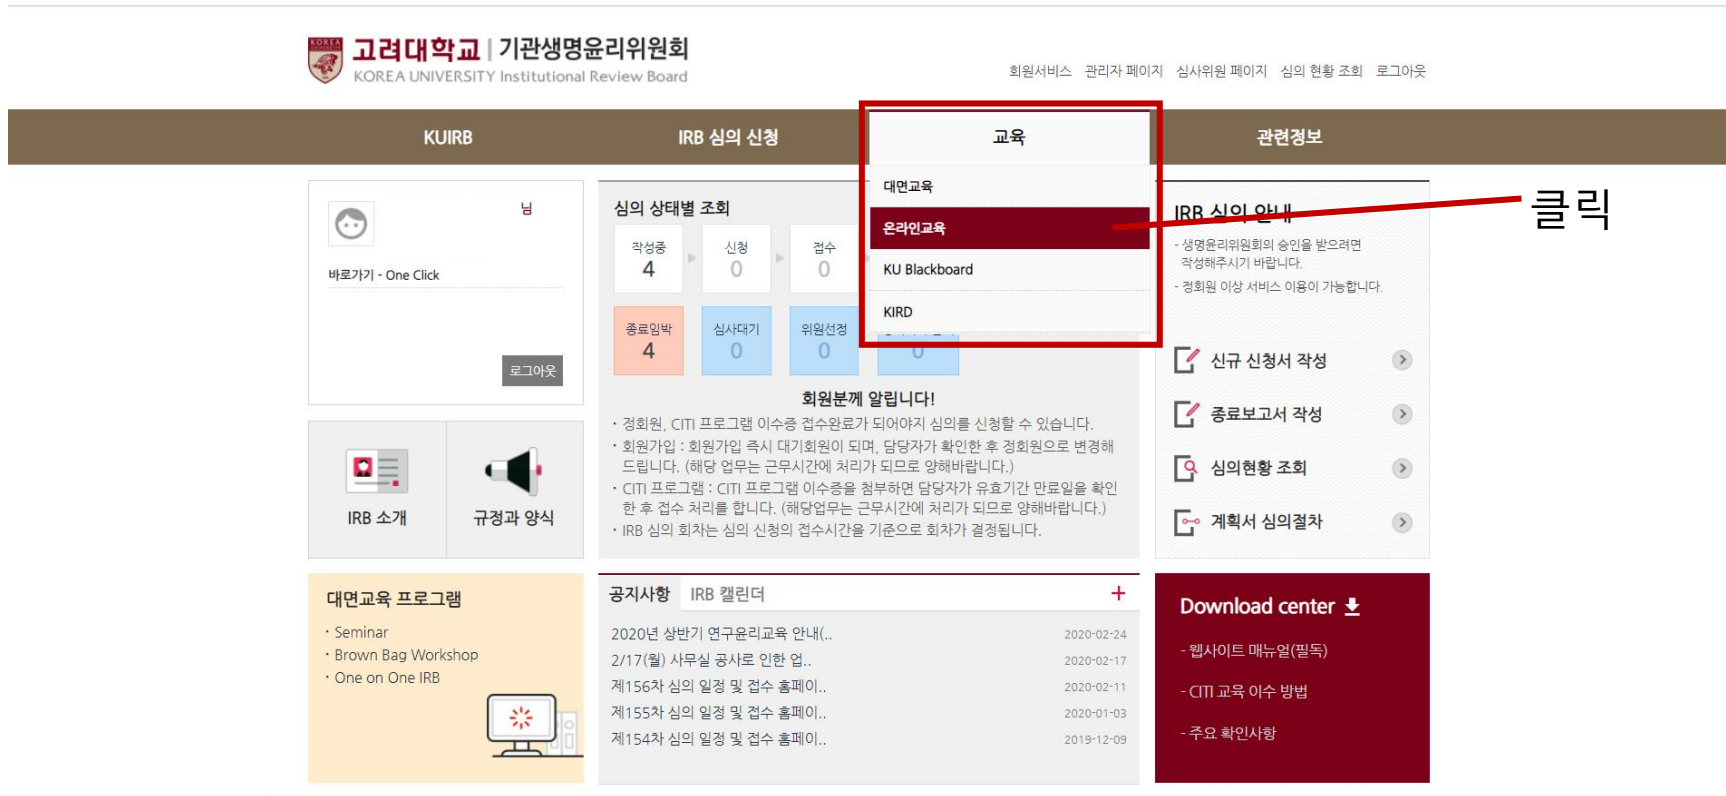 고려대학교 | 기관생명윤리위원회
KOREA UNIVERSITY Institutional Review Board
회원서비스 관리자 페이지 심사위원 페이지 심의 현황 조회 로그아웃
KUIRB IRB 심의 신청 교육 관련정보
대면교육
온라인교육
KU Blackboard
KIRD
클릭
님
바로가기 - One Click
로그아웃
심의 상태별 조회
작성중 신청 접수
4 0 0
종료임박 심사대기 위원선정
4 0 0 0
회원분께 알립니다!
· 정회원, CITI 프로그램 이수증 접수완료가 되어야지 심의를 신청할 수 있습니다.
· 회원가입 : 회원가입 즉시 대기회원이 되며, 담당자가 확인한 후 정회원으로 변경해
드립니다. (해당 업무는 근무시간에 처리가 되므로 양해바랍니다.)
· CITI 프로그램 : CITI 프로그램 이수증을 첨부하면 담당자가 유효기간 만료일을 확인
한 후 접수 처리를 합니다. (해당업무는 근무시간에 처리가 되므로 양해바랍니다.)
· IRB 심의 회차는 심의 신청의 접수시간을 기준으로 회차가 결정됩니다.
IRB 심의 안내
- 생명윤리위원회의 승인을 받으려면
작성해주시기 바랍니다.
- 정회원 이상 서비스 이용이 가능합니다.
신규 신청서 작성
종료보고서 작성
심의현황 조회
계획서 심의절차
IRB 소개 규정과 양식
대면교육 프로그램
· Seminar
· Brown Bag Workshop
· One on One IRB
공지사항 IRB 캘린더 +
2020년 상반기 연구윤리교육 안내(.. 2020-02-24
2/17(월) 사무실 공사로 인한 업.. 2020-02-17
제156차 심의 일정 및 접수 홈페이.. 2020-02-11
제155차 심의 일정 및 접수 홈페이.. 2020-01-03
제154차 심의 일정 및 접수 홈페이.. 2019-12-09
Download center
- 웹사이트 매뉴얼(필독)
- CITI 교육 이수 방법
- 주요 확인사항